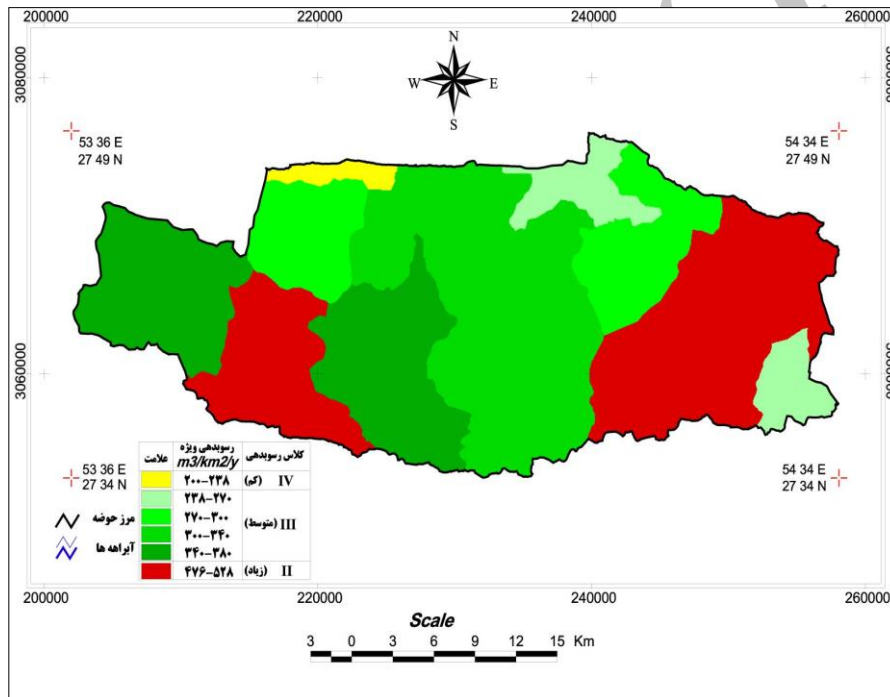 200000 220000 240000 260000
3080000
N
W E
S
53 36 E
27 49 N
54 34 E
27 49 N
3060000
3060000
علامت رسوبدهی ویژه کلاس رسوبدهی
m3/km2/y
۲۰۰-۲۳۸ IV (کم)
۲۳۸-۲۷۰
۲۷۰-۳۰۰
III (متوسط)
۳۰۰-۳۴۰
۳۴۰-۳۸۰
۴۷۶-۵۲۸ II (زیاد)
53 36 E
27 34 N
54 34 E
27 34 N
مرز حوضه
آبراهه ها
200000 220000 240000 260000
Scale
3 0 3 6 9 12 15 Km